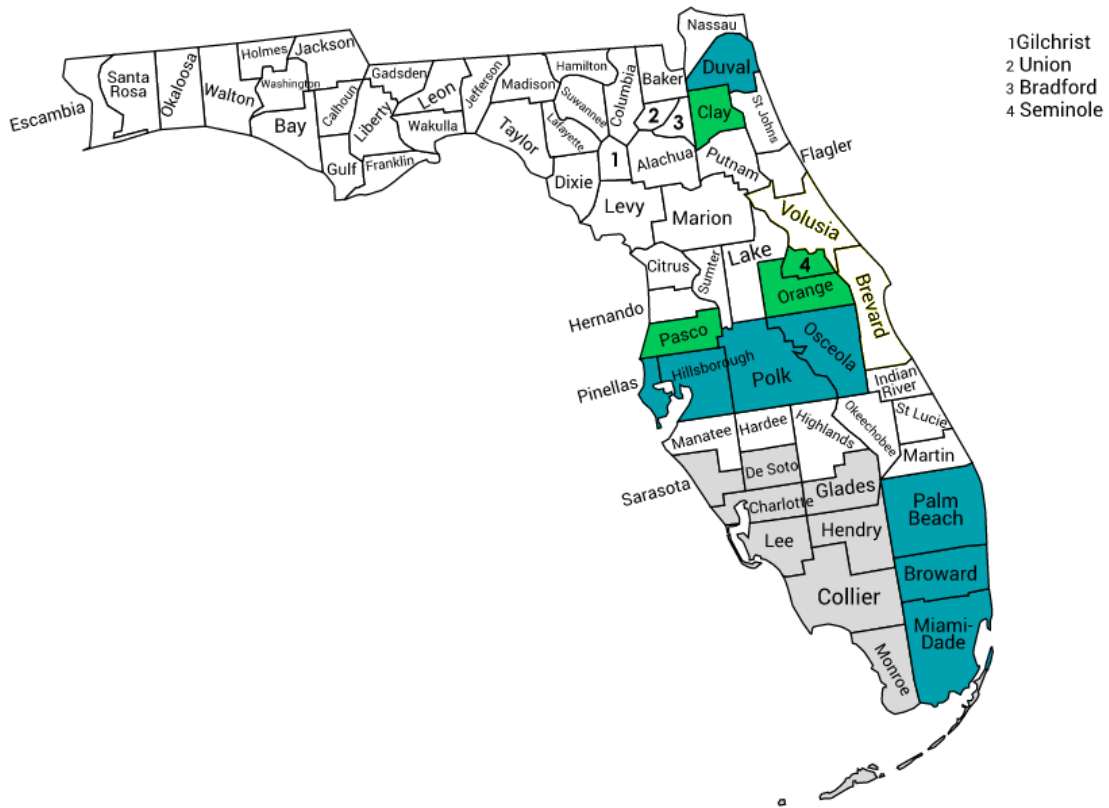 Nassau
1Gilchrist
2 Union
3 Bradford
4 Seminole
Holmes
Jackson
Hamilton
Duval
Santa
Rosa
Okaloosa
Washington
Gadsden
Jefferson
Madison
Columbia
Baker
Escambia
Walton
Calhoun
Leon
Suwannee
Clay
St Johns
Bay
Liberty
Wakulla
Taylor
Lafayette
2
3
Gulf
Franklin
1
Alachua
Putnam
Flagler
Dixie
Levy
Marion
Volusia
Lake
Citrus
Sumter
4
Orange
Brevard
Hernando
Pasco
Osceola
Hillsborough
Polk
Pinellas
Indian
River
Manatee
Hardee
Highlands
Okeechobee
St Lucie
Martin
Sarasota
De Soto
Charlotte
Glades
Palm
Beach
Lee
Hendry
Broward
Collier
Miami-
Dade
Monroe